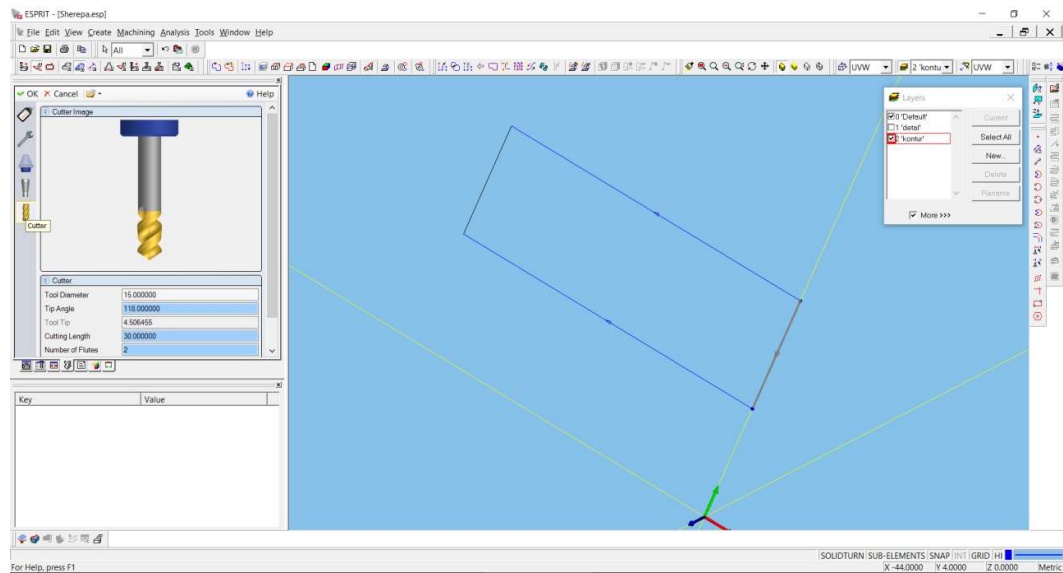 ESPRIT - [Sherepa.esp]
File Edit View Create Machining Analysis Tools Window Help
All
UVW
2 'kontu
UVW
OK Cancel Help
Cutter Image
Cutter
Cutter
Tool Diameter 15.000000
Tip Angle 118.000000
Tool Tip 4.506455
Cutting Length 30.000000
Number of Flutes 2
Key Value
Layers
0 'Default' Current
1 'detal'
2 'kontur' Select All
New...
Delete
Rename
More >>>
SOLIDTURN SUB-ELEMENTS SNAP INT GRID HI
For Help, press F1 X -44.0000 Y 4.0000 Z 0.0000 Metric